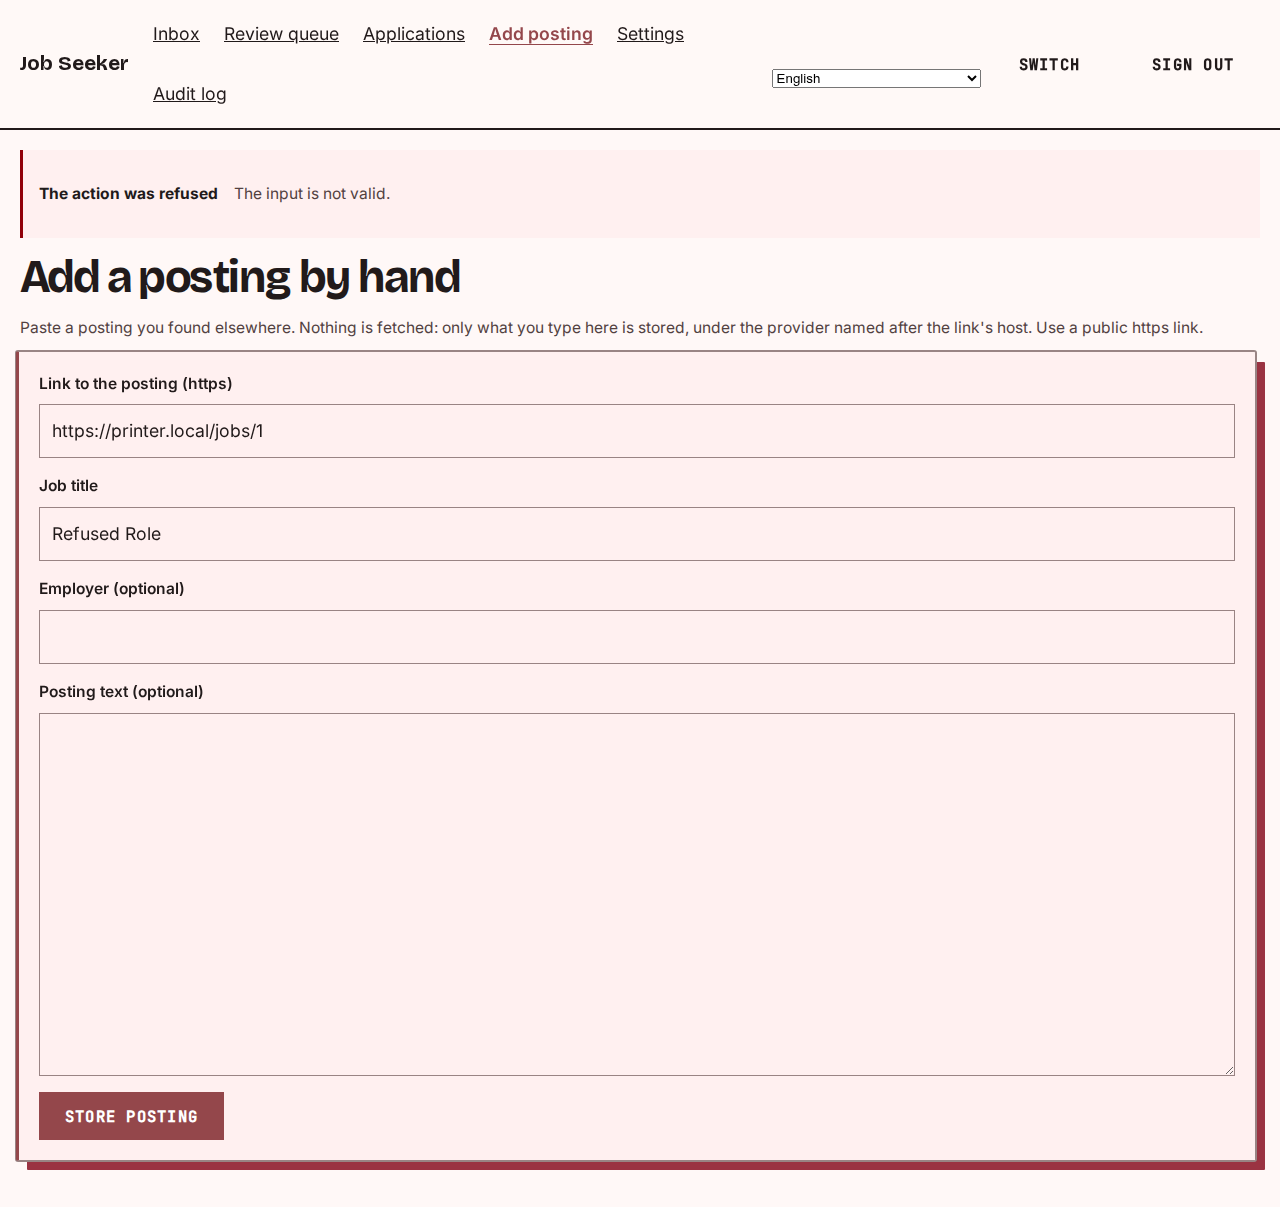 Job Seeker
Inbox Review queue Applications Add posting Settings
Audit log
English
SWITCH
SIGN OUT
The action was refused The input is not valid.
Add a posting by hand
Paste a posting you found elsewhere. Nothing is fetched: only what you type here is stored, under the provider named after the link's host. Use a public https link.
Link to the posting (https)
https://printer.local/jobs/1
Job title
Refused Role
Employer (optional)
Posting text (optional)
STORE POSTING